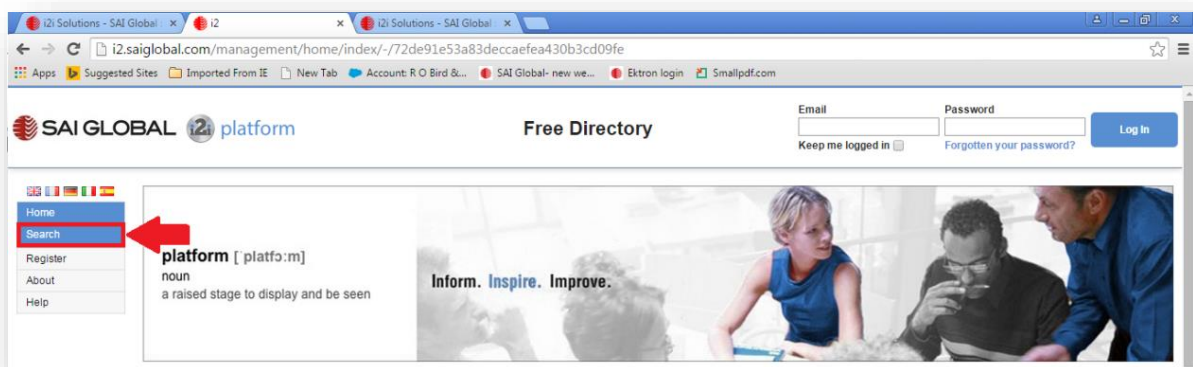 i2i Solutions - SAI Global
i2
i2i Solutions - SAI Global
i2.saiglobal.com/management/home/index/-/72de91e53a83deccaefea430b3cd09fe
Apps Suggested Sites Imported From IE New Tab Account: R O Bird &... SAI Global- new we... Ektron login Smallpdf.com
SAI GLOBAL i2i platform
Free Directory
Email Password
Log In
Keep me logged in Forgotten your password?
Home
Search
Register
About
Help
platform [ˈplatfɔːm]
noun
a raised stage to display and be seen
Inform. Inspire. Improve.